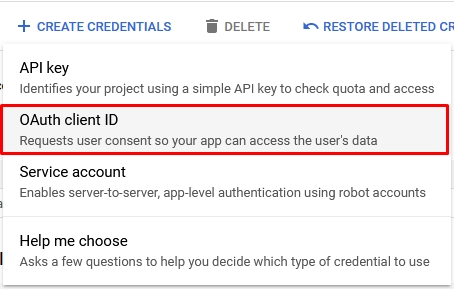 CREATE CREDENTIALS DELETE RESTORE DELETED CR
API key
Identifies your project using a simple API key to check quota and access
OAuth client ID
Requests user consent so your app can access the user's data
Service account
Enables server-to-server, app-level authentication using robot accounts
Help me choose
Asks a few questions to help you decide which type of credential to use